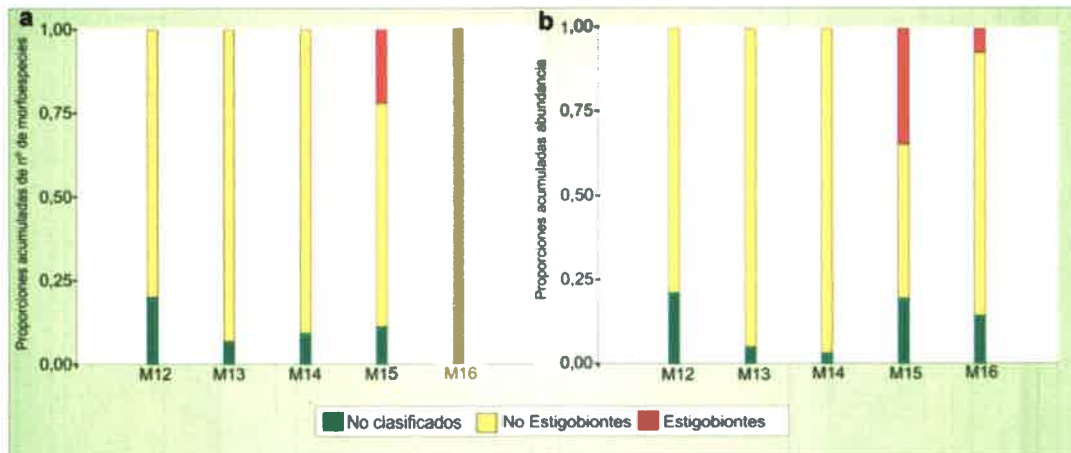 a
Proporciones acumuladas de nº de morfoespecies
1,00
0,75
0,50
0,25
0,00
M12 M13 M14 M15 M16
b
Proporciones acumuladas abundancia
1,00
0,75
0,50
0,25
0,00
M12 M13 M14 M15 M16
No clasificados No Estigobiontes Estigobiontes